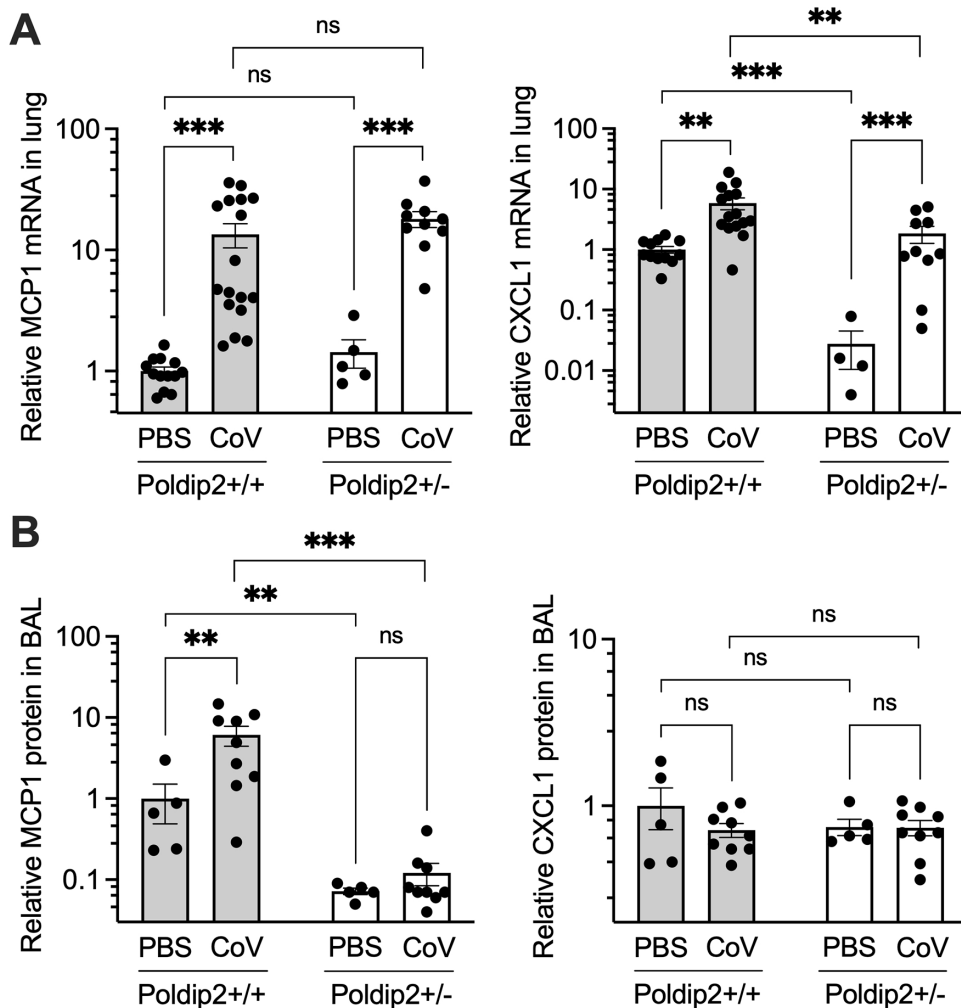 A
Relative MCP1 mRNA in lung
ns
ns
*** ***
100
10
1
PBS CoV PBS CoV
Poldip2+/+ Poldip2+/-
Relative CXCL1 mRNA in lung
**
***
** ***
100
10
1
0.1
0.01
PBS CoV PBS CoV
Poldip2+/+ Poldip2+/-
B
Relative MCP1 protein in BAL
***
**
** ns
100
10
1
0.1
PBS CoV PBS CoV
Poldip2+/+ Poldip2+/-
Relative CXCL1 protein in BAL
ns
ns
ns ns
10
1
PBS CoV PBS CoV
Poldip2+/+ Poldip2+/-